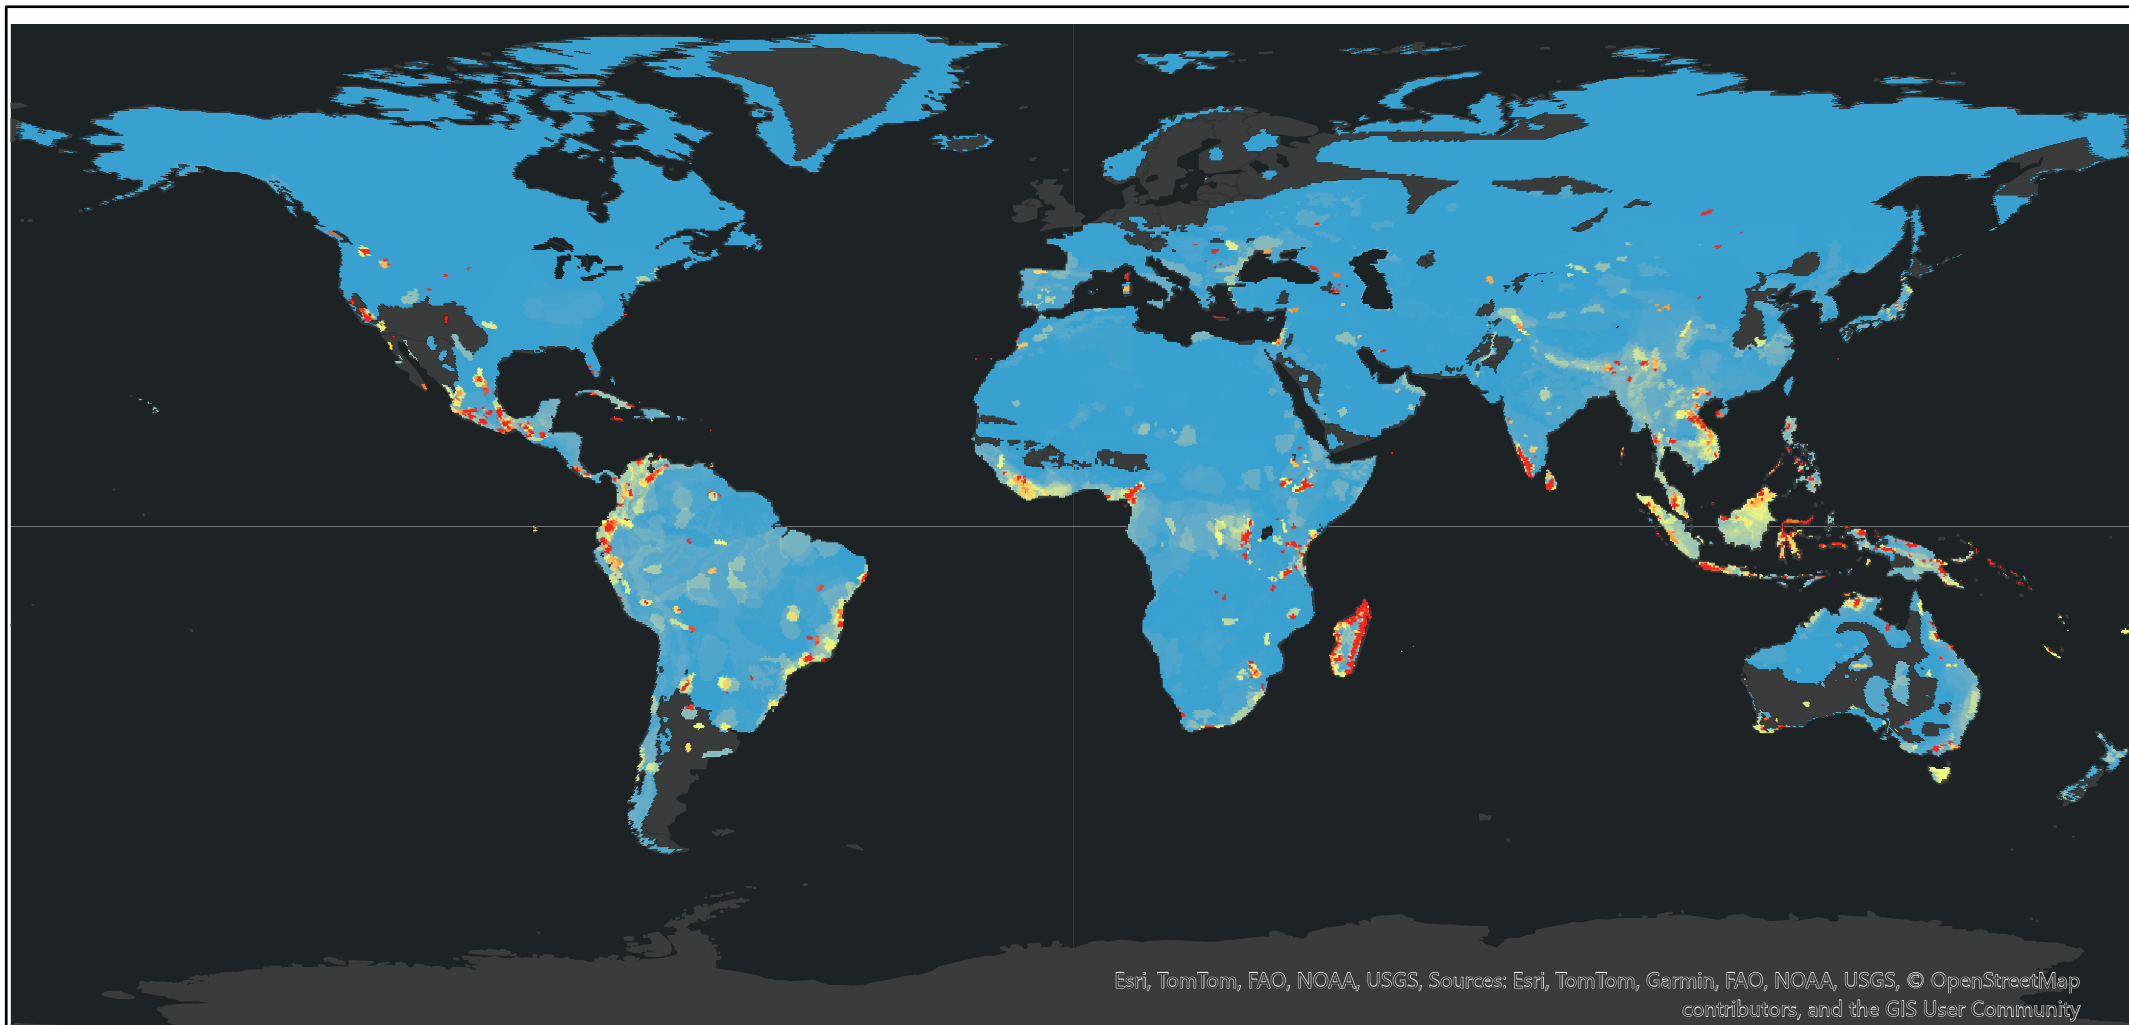 Esri, TomTom, FAO, NOAA, USGS, Sources: Esri, TomTom, Garmin, FAO, NOAA, USGS, © OpenStreetMap
contributors, and the GIS User Community